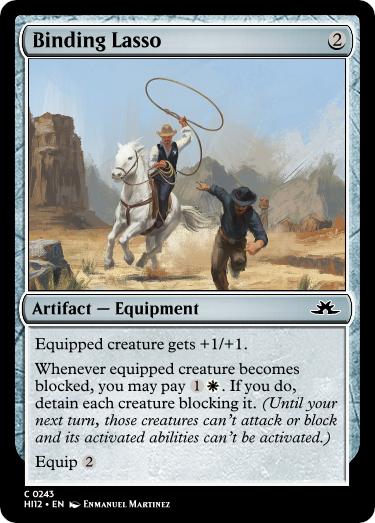 Binding Lasso 2
Artifact — Equipment
Equipped creature gets +1/+1.
Whenever equipped creature becomes
blocked, you may pay 1 . If you do,
detain each creature blocking it. (Until your
next turn, those creatures can't attack or block
and its activated abilities can't be activated.)
Equip 2
C 0243
HI12 • EN Enmanuel Martinez